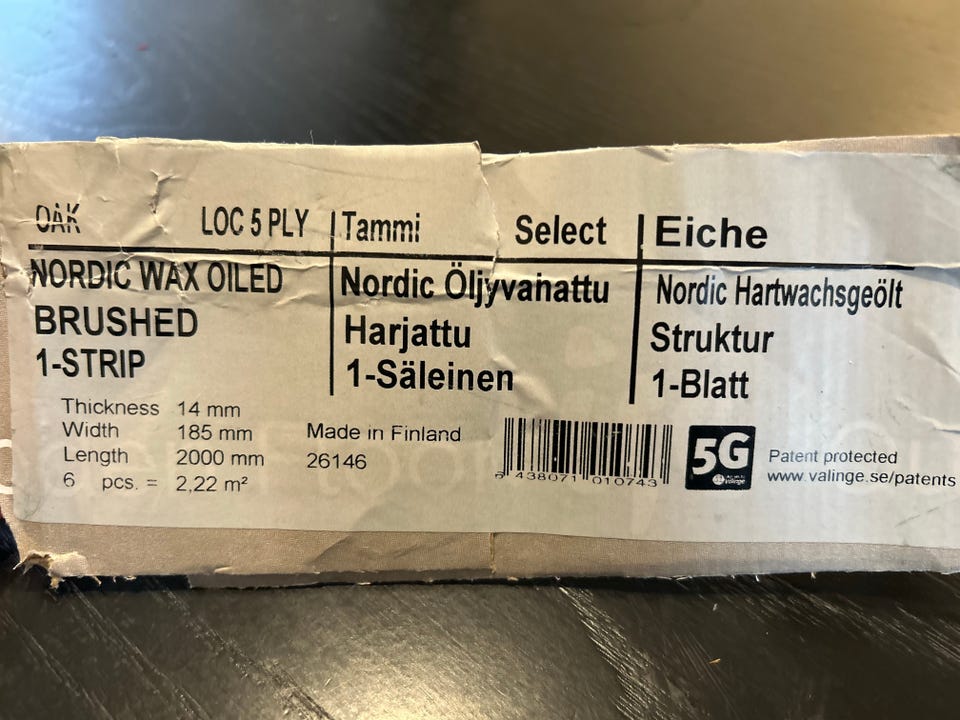 OAK LOC 5 PLY
NORDIC WAX OILED
BRUSHED
1-STRIP
Tammi Select
Nordic Öljyvahattu
Harjattu
1-Säleinen
Eiche
Nordic Hartwachsgeölt
Struktur
1-Blatt
Thickness 14 mm
Width 185 mm
Length 2000 mm
6 pcs. = 2,22 m²
Made in Finland
26146
6 438071 010743
5G
välinge
Patent protected
www.valinge.se/patents